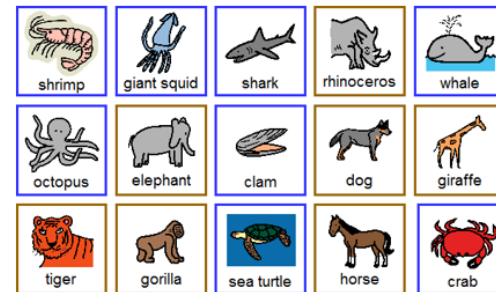 shrimp
giant squid
shark
rhinoceros
whale
octopus
elephant
clam
dog
giraffe
tiger
gorilla
sea turtle
horse
crab